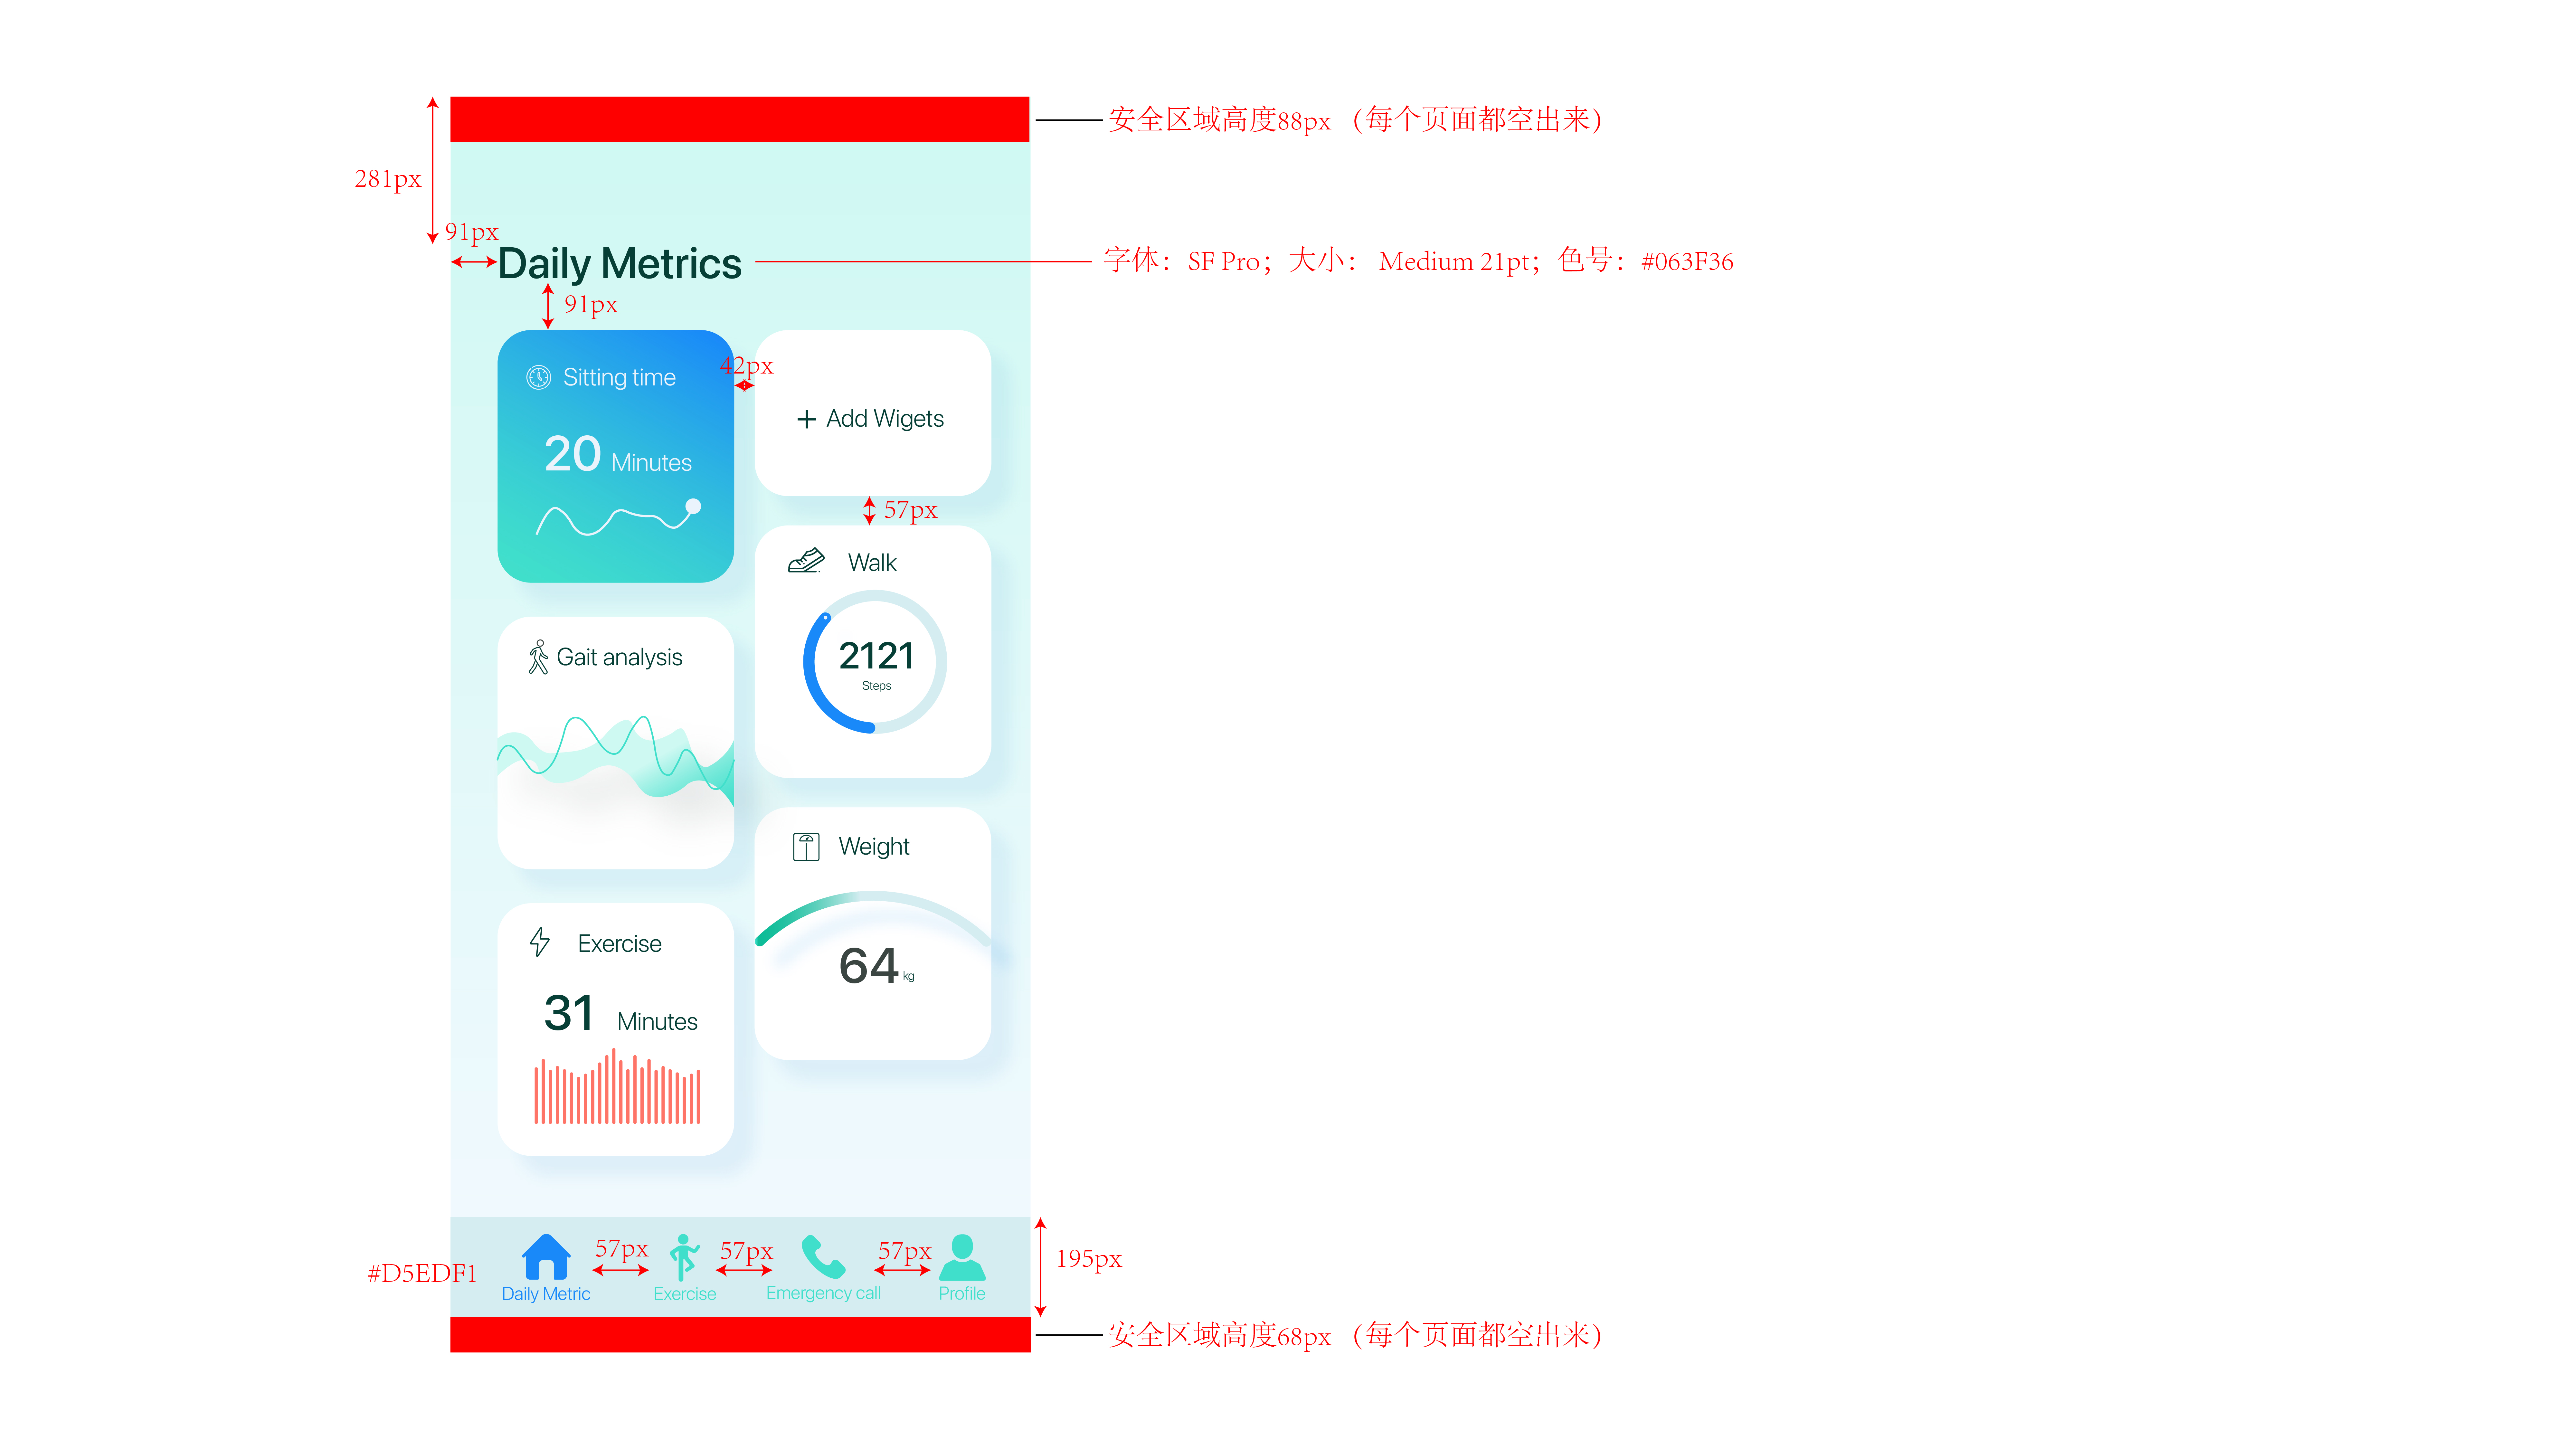 安全区域高度88px（每个页面都空出来）
281px
91px
Daily Metrics
字体：SF Pro；大小： Medium 21pt；色号：#063F36
91px
42px
Sitting time
20 Minutes
+ Add Wigets
57px
Walk
2121
Steps
Gait analysis
Weight
64 kg
Exercise
31 Minutes
57px
57px
57px
195px
#D5EDF1
Daily Metric
Exercise
Emergency call
Profile
安全区域高度68px（每个页面都空出来）